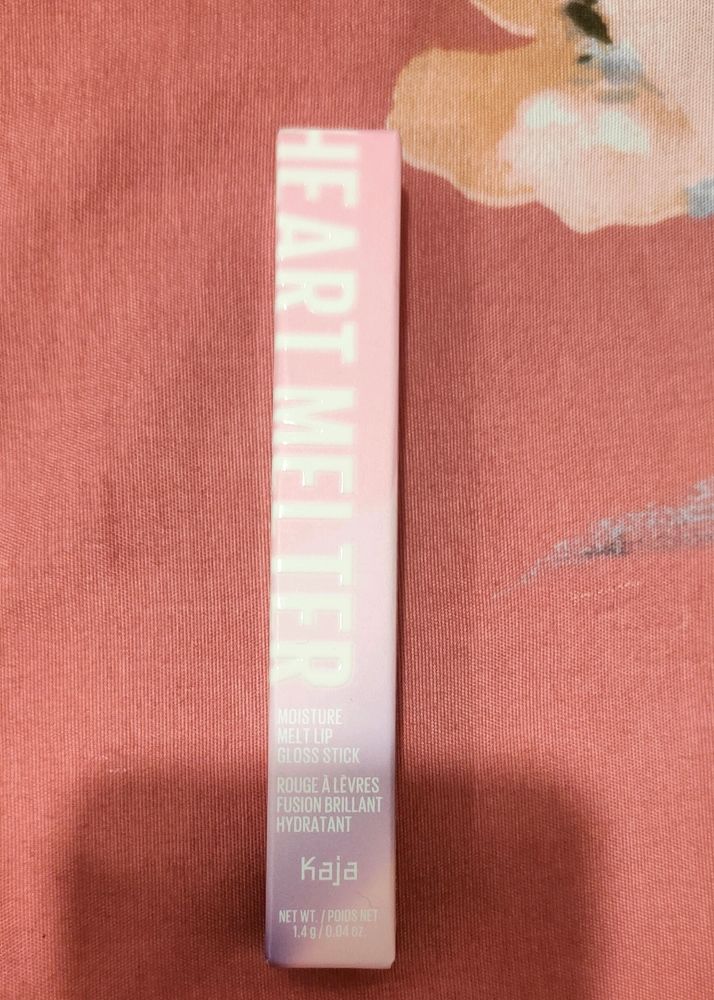 HEART MELTER
MOISTURE
MELT LIP
GLOSS STICK
ROUGE À LÈVRES
FUSION BRILLANT
HYDRATANT
Kaja
NET WT. / POIDS NET
1.4 g / 0.04 oz.